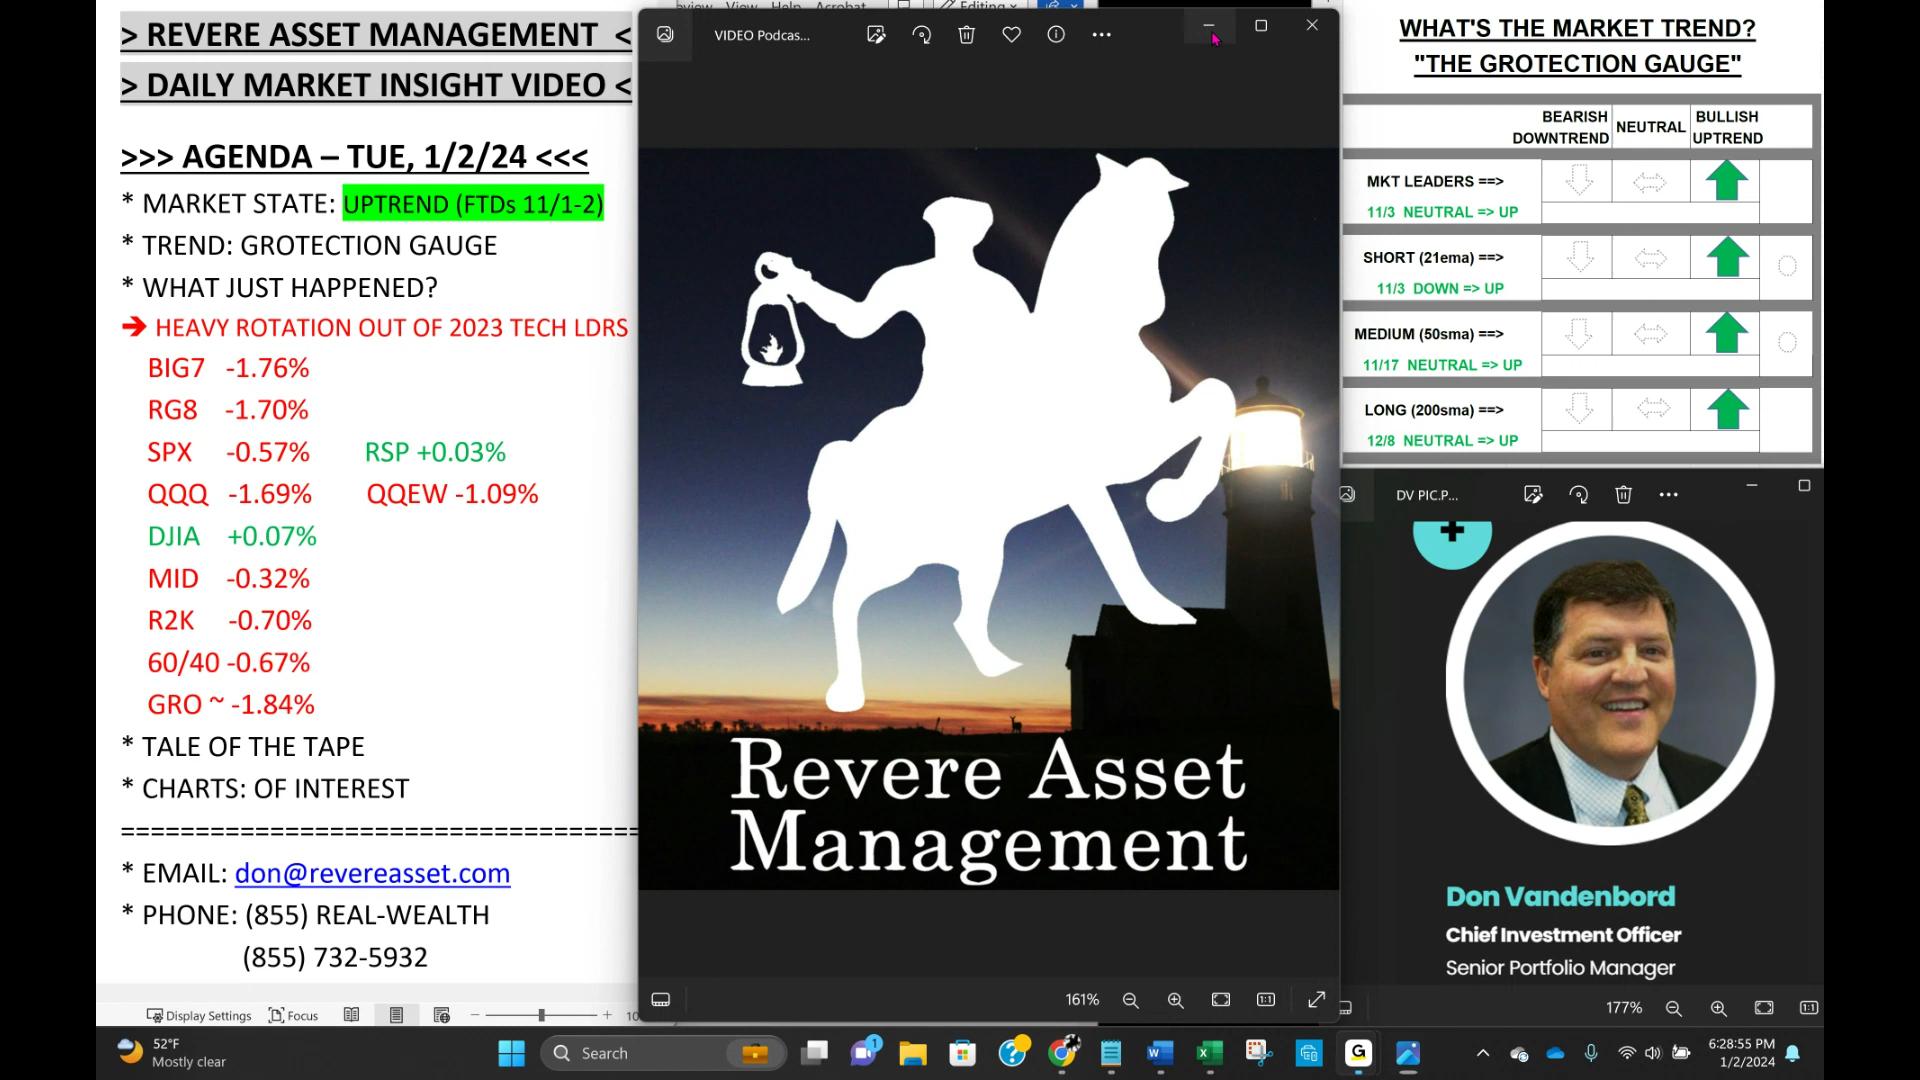 > REVERE ASSET MANAGEMENT <
> DAILY MARKET INSIGHT VIDEO <
>>> AGENDA – TUE, 1/2/24 <<<
* MARKET STATE: UPTREND (FTDs 11/1-2)
* TREND: GROTECTION GAUGE
* WHAT JUST HAPPENED?
➔ HEAVY ROTATION OUT OF 2023 TECH LDRS
BIG7 -1.76%
RG8 -1.70%
SPX -0.57% RSP +0.03%
QQQ -1.69% QQEW -1.09%
DJIA +0.07%
MID -0.32%
R2K -0.70%
60/40 -0.67%
GRO ~ -1.84%
* TALE OF THE TAPE
* CHARTS: OF INTEREST
===================================
* EMAIL: don@revereasset.com
* PHONE: (855) REAL-WEALTH
(855) 732-5932
Display Settings Focus
View Help Acrobat Editing
VIDEO Podcas...
Revere Asset
Management
161%
WHAT'S THE MARKET TREND?
"THE GROTECTION GAUGE"
BEARISH DOWNTREND NEUTRAL BULLISH UPTREND
MKT LEADERS ==>
11/3 NEUTRAL => UP
SHORT (21ema) ==>
11/3 DOWN => UP
MEDIUM (50sma) ==>
11/17 NEUTRAL => UP
LONG (200sma) ==>
12/8 NEUTRAL => UP
DV PIC.P...
Don Vandenbord
Chief Investment Officer
Senior Portfolio Manager
177%
52°F
Mostly clear
Search
6:28:55 PM
1/2/2024